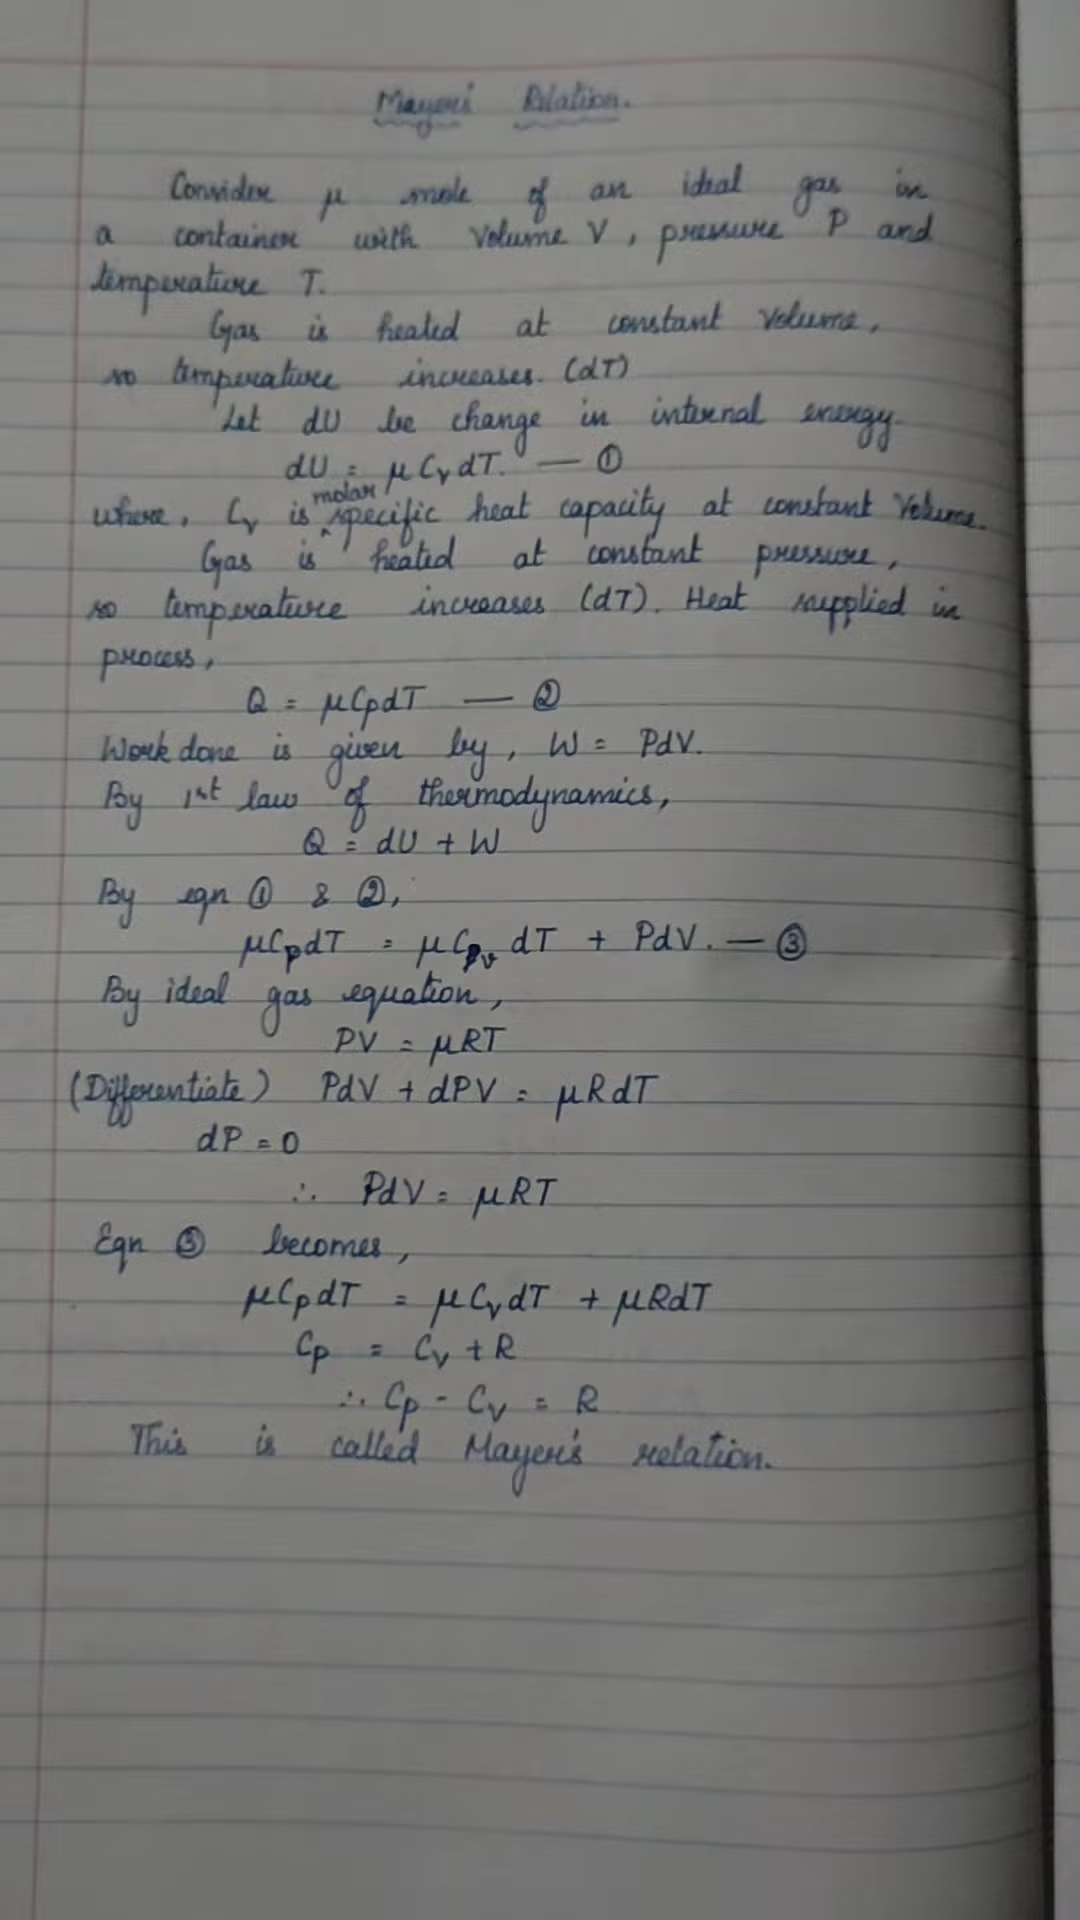 Mayer's Relation.
Consider μ mole of an ideal gas in
a container with Volume V, pressure P and
temperature T.
Gas is heated at constant Volume,
so temperature increases. (dT)
Let dU be change in internal energy.
dU = μCᵥdT. — ①
where, Cᵥ is molar specific heat capacity at constant Volume.
Gas is heated at constant pressure,
so temperature increases (dT). Heat supplied in
process,
Q = μCpdT — ②
Work done is given by, W = PdV.
By 1st law of thermodynamics,
Q = dU + W
By eqn ① & ②,
μCpdT = μCᵥ dT + PdV. — ③
By ideal gas equation,
PV = μRT
(Differentiate) PdV + dPV = μRdT
dP = 0
∴ PdV = μRT
Eqn ③ becomes,
μCpdT = μCᵥdT + μRdT
Cp = Cᵥ + R
∴ Cp - Cᵥ = R
This is called Mayer's relation.